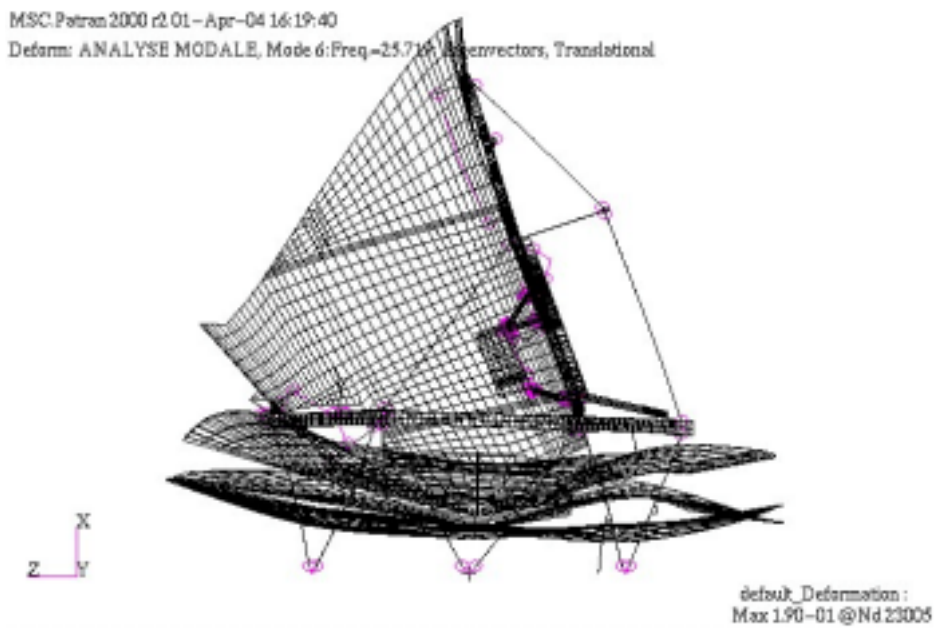 MSC.Patran 2000 r2 01-Apr-04 16:19:40
Deform: ANALYSE MODALE, Mode 6:Freq.=25.719, Eigenvectors, Translational
X
Z Y
default_Deformation :
Max 1.90-01 @Nd 23005